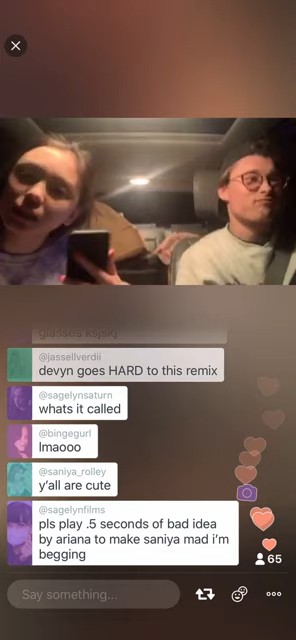 @jassellverdii
devyn goes HARD to this remix
@sagelynsaturn
whats it called
@bingegurl
lmaooo
@saniya_rolley
y'all are cute
@sagelynfilms
pls play .5 seconds of bad idea
by ariana to make saniya mad i'm
begging
65
Say something...